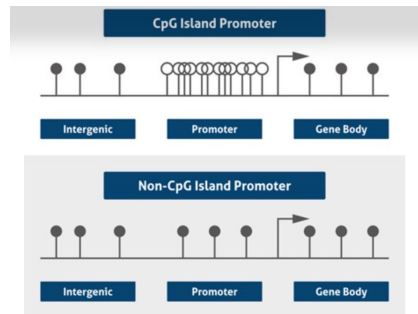 CpG Island Promoter
Intergenic Promoter Gene Body
Non-CpG Island Promoter
Intergenic Promoter Gene Body